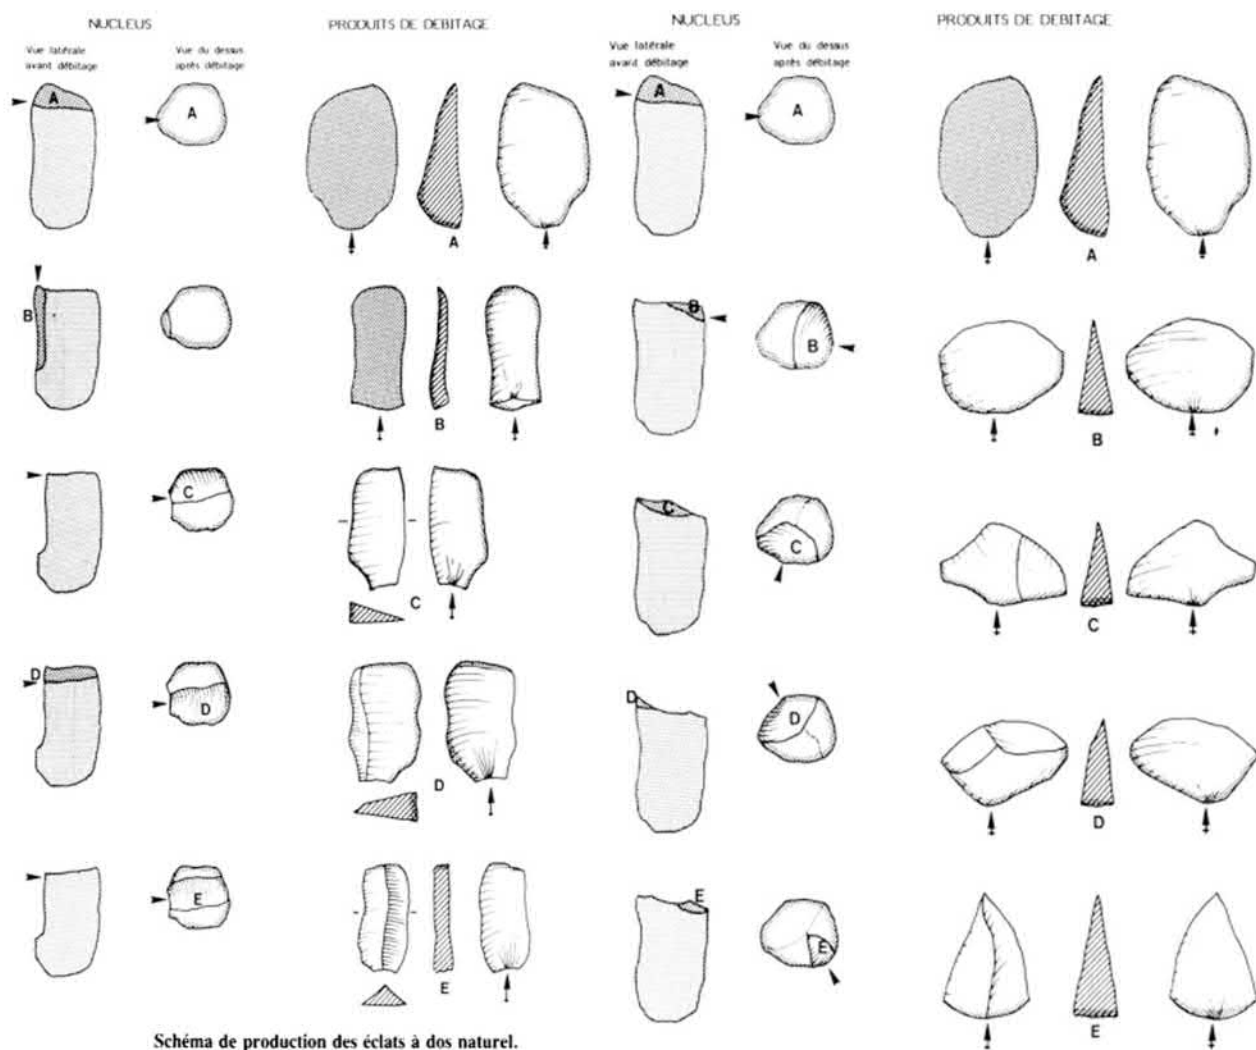 NUCLEUS
PRODUITS DE DEBITAGE
Vue latérale
avant débitage
Vue du dessus
après débitage
A
A
A
B
B
C
C
D
D
D
E
E
Schéma de production des éclats à dos naturel.
NUCLEUS
PRODUITS DE DEBITAGE
Vue latérale
avant débitage
Vue du dessus
après débitage
A
A
A
B
B
B
C
C
C
D
D
D
E
E
E